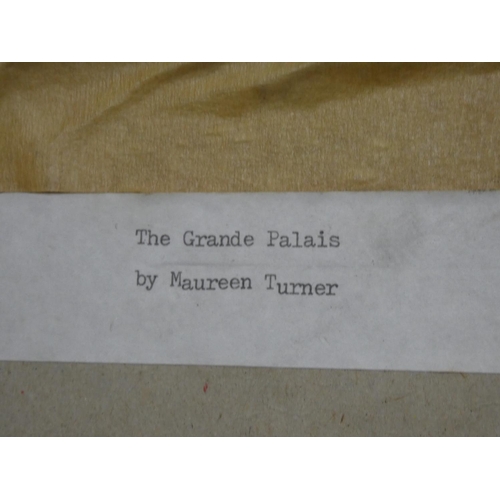 The Grande Palais
by Maureen Turner